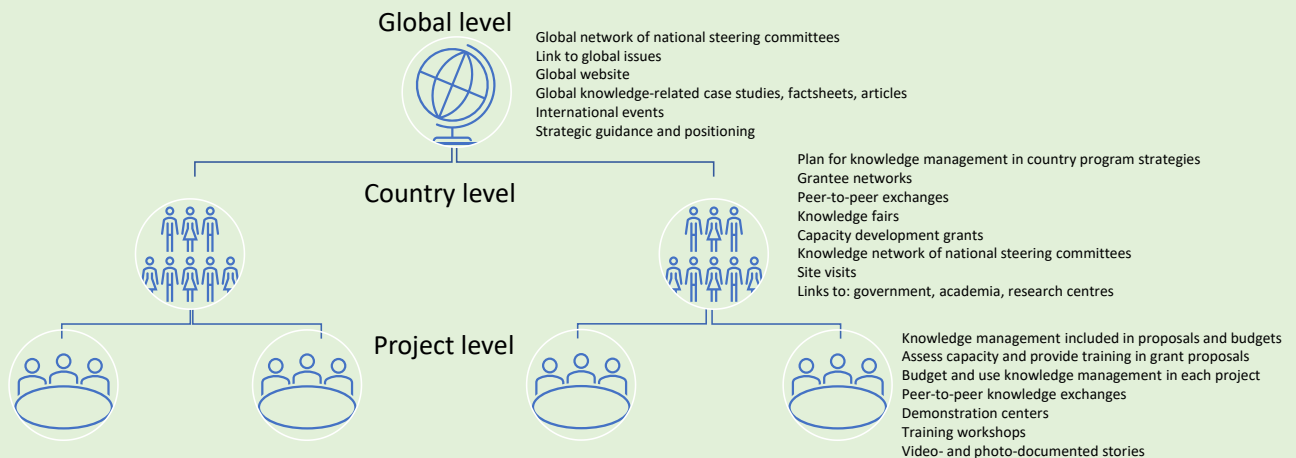 Global level
Global network of national steering committees
Link to global issues
Global website
Global knowledge-related case studies, factsheets, articles
International events
Strategic guidance and positioning
Country level
Plan for knowledge management in country program strategies
Grantee networks
Peer-to-peer exchanges
Knowledge fairs
Capacity development grants
Knowledge network of national steering committees
Site visits
Links to: government, academia, research centres
Project level
Knowledge management included in proposals and budgets
Assess capacity and provide training in grant proposals
Budget and use knowledge management in each project
Peer-to-peer knowledge exchanges
Demonstration centers
Training workshops
Video- and photo-documented stories